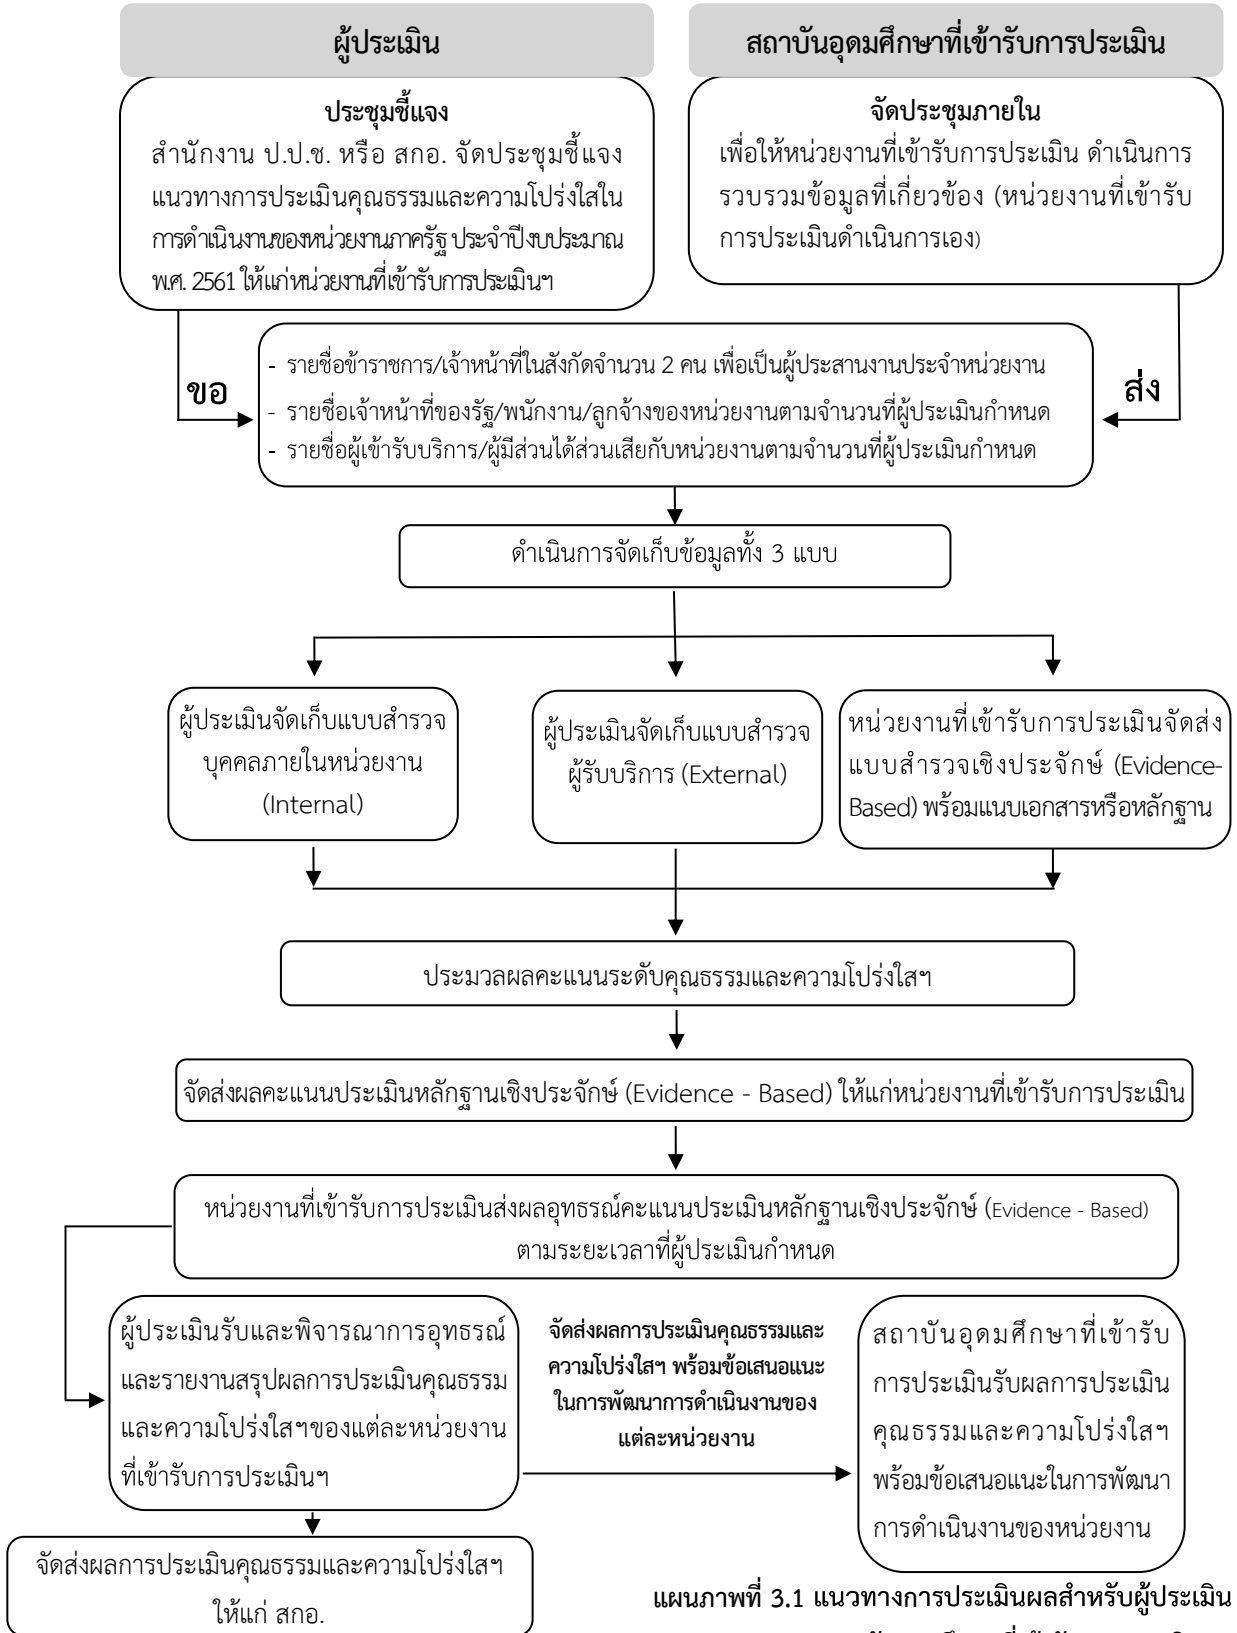 ผู้ประเมิน
สถาบันอุดมศึกษาที่เข้ารับการประเมิน
ประชุมชี้แจง
สำนักงาน ป.ป.ช. หรือ สกอ. จัดประชุมชี้แจง
แนวทางการประเมินคุณธรรมและความโปร่งใสใน
การดำเนินงานของหน่วยงานภาครัฐ ประจำปีงบประมาณ
พ.ศ. 2561 ให้แก่หน่วยงานที่เข้ารับการประเมินฯ
จัดประชุมภายใน
เพื่อให้หน่วยงานที่เข้ารับการประเมิน ดำเนินการ
รวบรวมข้อมูลที่เกี่ยวข้อง (หน่วยงานที่เข้ารับ
การประเมินดำเนินการเอง)
ขอ
- รายชื่อข้าราชการ/เจ้าหน้าที่ในสังกัดจำนวน 2 คน เพื่อเป็นผู้ประสานงานประจำหน่วยงาน
- รายชื่อเจ้าหน้าที่ของรัฐ/พนักงาน/ลูกจ้างของหน่วยงานตามจำนวนที่ผู้ประเมินกำหนด
- รายชื่อผู้เข้ารับบริการ/ผู้มีส่วนได้ส่วนเสียกับหน่วยงานตามจำนวนที่ผู้ประเมินกำหนด
ส่ง
ดำเนินการจัดเก็บข้อมูลทั้ง 3 แบบ
ผู้ประเมินจัดเก็บแบบสำรวจ
บุคคลภายในหน่วยงาน
(Internal)
ผู้ประเมินจัดเก็บแบบสำรวจ
ผู้รับบริการ (External)
หน่วยงานที่เข้ารับการประเมินจัดส่ง
แบบสำรวจเชิงประจักษ์ (Evidence-
Based) พร้อมแนบเอกสารหรือหลักฐาน
ประมวลผลคะแนนระดับคุณธรรมและความโปร่งใสฯ
จัดส่งผลคะแนนประเมินหลักฐานเชิงประจักษ์ (Evidence - Based) ให้แก่หน่วยงานที่เข้ารับการประเมิน
หน่วยงานที่เข้ารับการประเมินส่งผลอุทธรณ์คะแนนประเมินหลักฐานเชิงประจักษ์ (Evidence - Based)
ตามระยะเวลาที่ผู้ประเมินกำหนด
ผู้ประเมินรับและพิจารณาการอุทธรณ์
และรายงานสรุปผลการประเมินคุณธรรม
และความโปร่งใสฯของแต่ละหน่วยงาน
ที่เข้ารับการประเมินฯ
จัดส่งผลการประเมินคุณธรรมและ
ความโปร่งใสฯ พร้อมข้อเสนอแนะ
ในการพัฒนาการดำเนินงานของ
แต่ละหน่วยงาน
สถาบันอุดมศึกษาที่เข้ารับ
การประเมินรับผลการประเมิน
คุณธรรมและความโปร่งใสฯ
พร้อมข้อเสนอแนะในการพัฒนา
การดำเนินงานของหน่วยงาน
จัดส่งผลการประเมินคุณธรรมและความโปร่งใสฯ
ให้แก่ สกอ.
แผนภาพที่ 3.1 แนวทางการประเมินผลสำหรับผู้ประเมิน